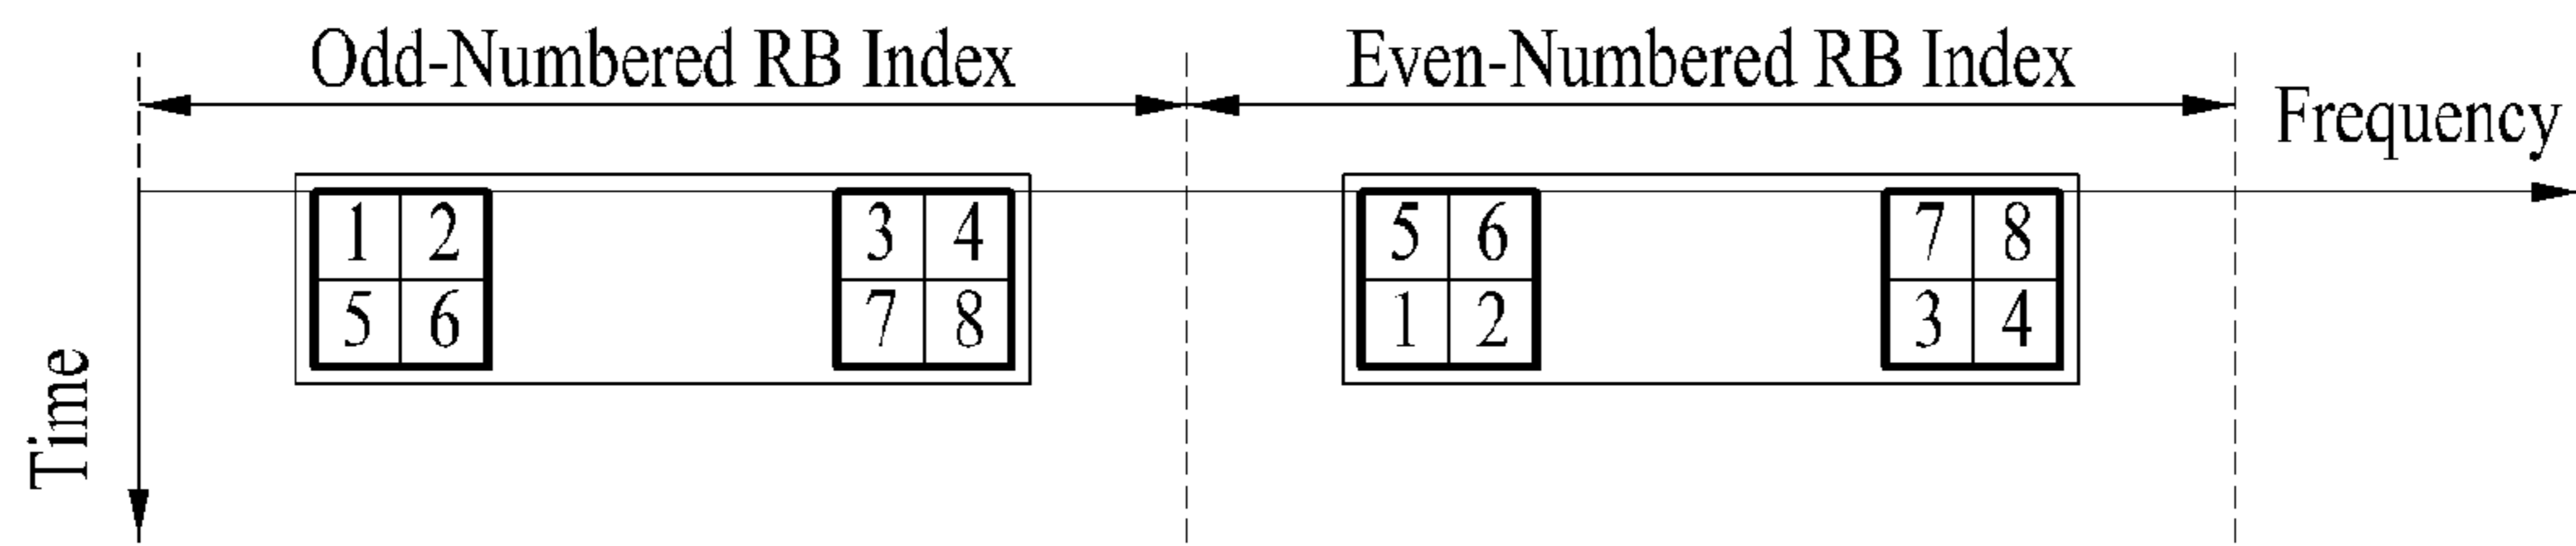 Odd-Numbered RB Index Even-Numbered RB Index
Frequency
1 2 3 4 5 6 7 8
5 6 7 8 1 2 3 4
Time